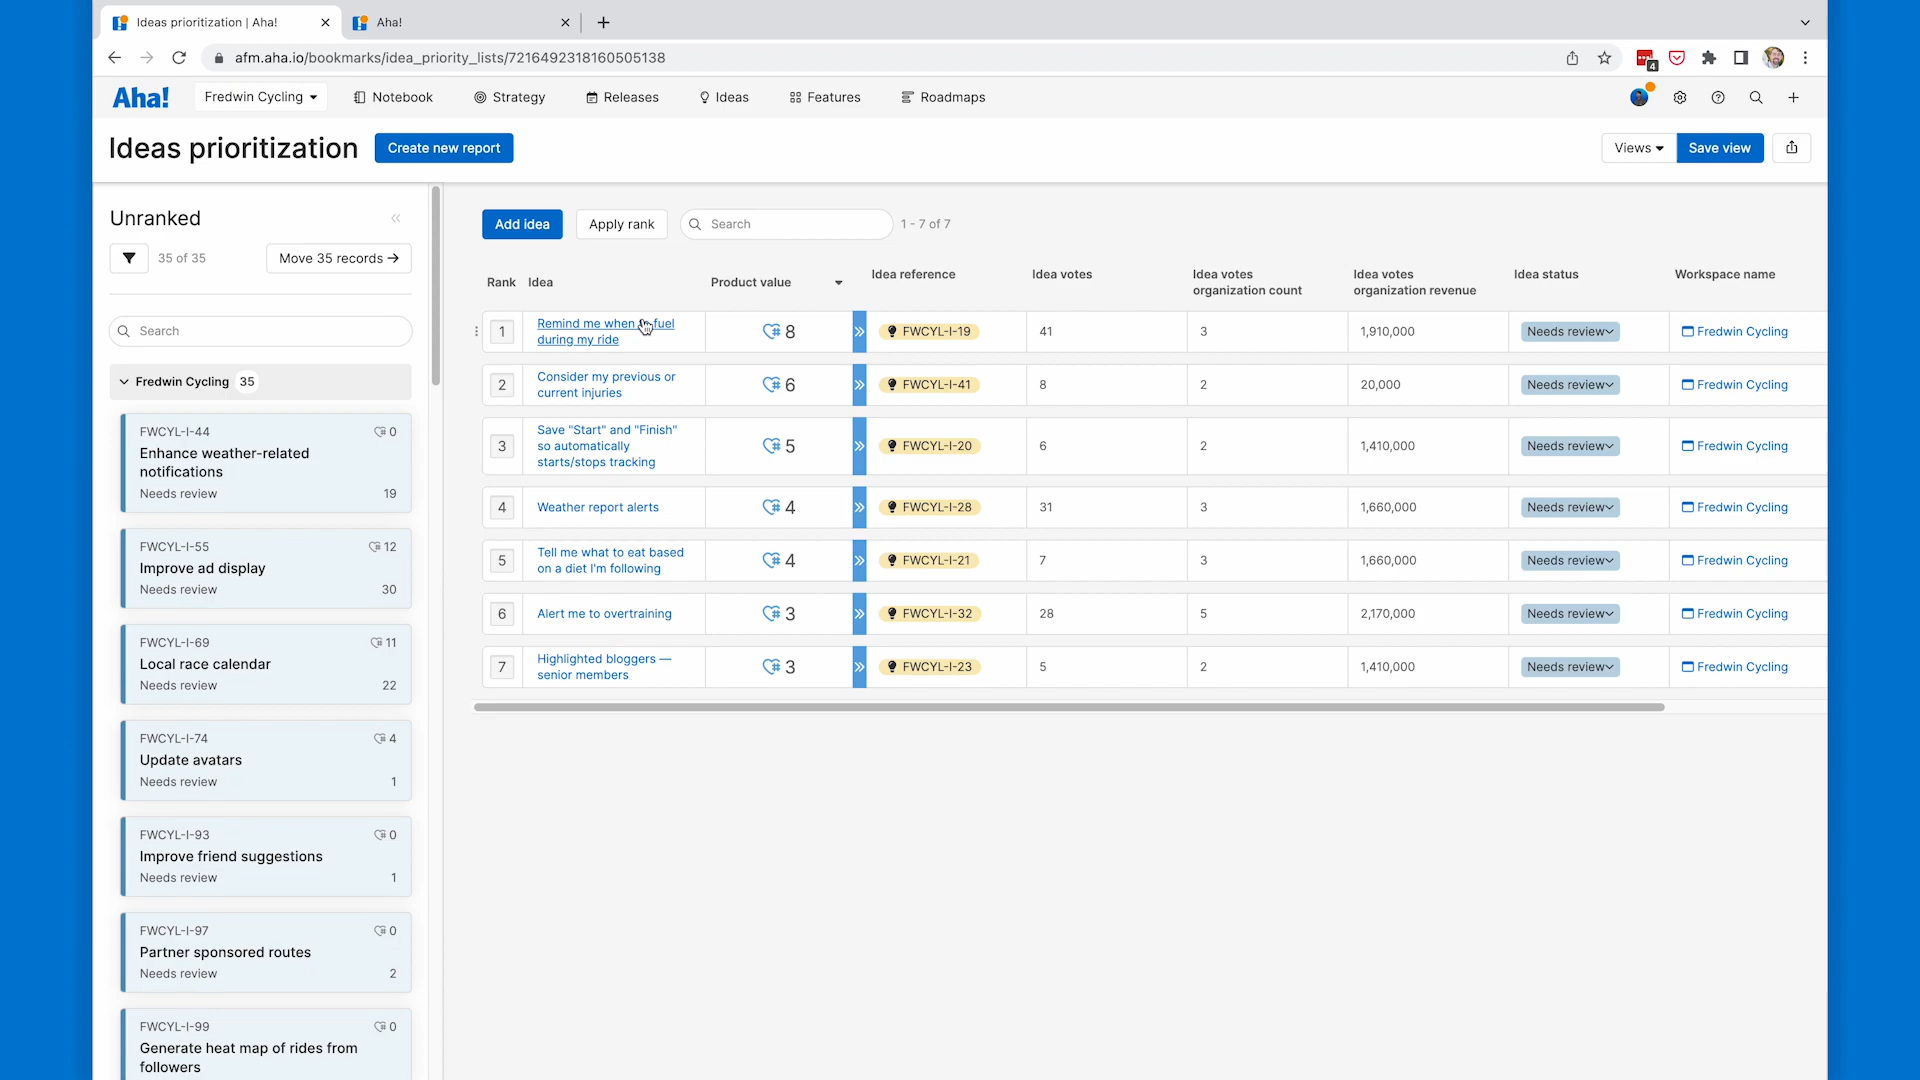 Ideas prioritization | Aha!
Aha!
afm.aha.io/bookmarks/idea_priority_lists/7216492318160505138
4
Aha!
Fredwin Cycling
Notebook
Strategy
Releases
Ideas
Features
Roadmaps
Ideas prioritization
Create new report
Views
Save view
Unranked
35 of 35
Move 35 records
Search
Fredwin Cycling 35
FWCYL-I-44 0
Enhance weather-related
notifications
Needs review 19
FWCYL-I-55 12
Improve ad display
Needs review 30
FWCYL-I-69 11
Local race calendar
Needs review 22
FWCYL-I-74 4
Update avatars
Needs review 1
FWCYL-I-93 0
Improve friend suggestions
Needs review 1
FWCYL-I-97 0
Partner sponsored routes
Needs review 2
FWCYL-I-99 0
Generate heat map of rides from
followers
Add idea
Apply rank
Search
1 - 7 of 7
Rank
Idea
Product value
Idea reference
Idea votes
Idea votes
organization count
Idea votes
organization revenue
Idea status
Workspace name
1
Remind me when fuel
during my ride
8
FWCYL-I-19
41
3
1,910,000
Needs review
Fredwin Cycling
2
Consider my previous or
current injuries
6
FWCYL-I-41
8
2
20,000
Needs review
Fredwin Cycling
3
Save "Start" and "Finish"
so automatically
starts/stops tracking
5
FWCYL-I-20
6
2
1,410,000
Needs review
Fredwin Cycling
4
Weather report alerts
4
FWCYL-I-28
31
3
1,660,000
Needs review
Fredwin Cycling
5
Tell me what to eat based
on a diet I'm following
4
FWCYL-I-21
7
3
1,660,000
Needs review
Fredwin Cycling
6
Alert me to overtraining
3
FWCYL-I-32
28
5
2,170,000
Needs review
Fredwin Cycling
7
Highlighted bloggers —
senior members
3
FWCYL-I-23
5
2
1,410,000
Needs review
Fredwin Cycling